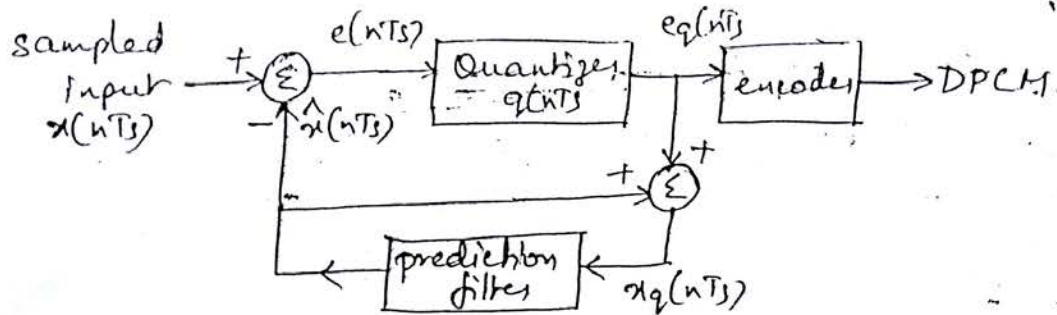 sampled
input
x(nTs)
+
Σ
-
x̂(nTs)
e(nTs)
Quantizer
q(nTs
eq(nTs
encoder
DPCM
+
+
Σ
prediction
filter
xq(nTs)